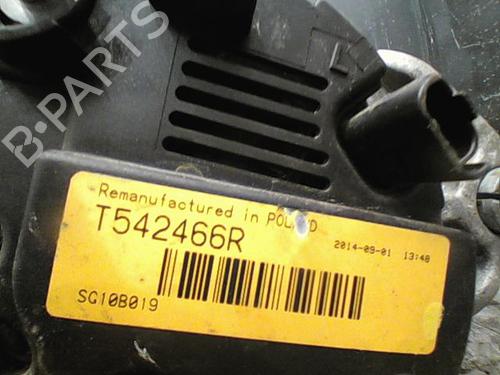 B-PARTS
Remanufactured in POLAND
T542466R
2014-09-01 13:48
SG10B019